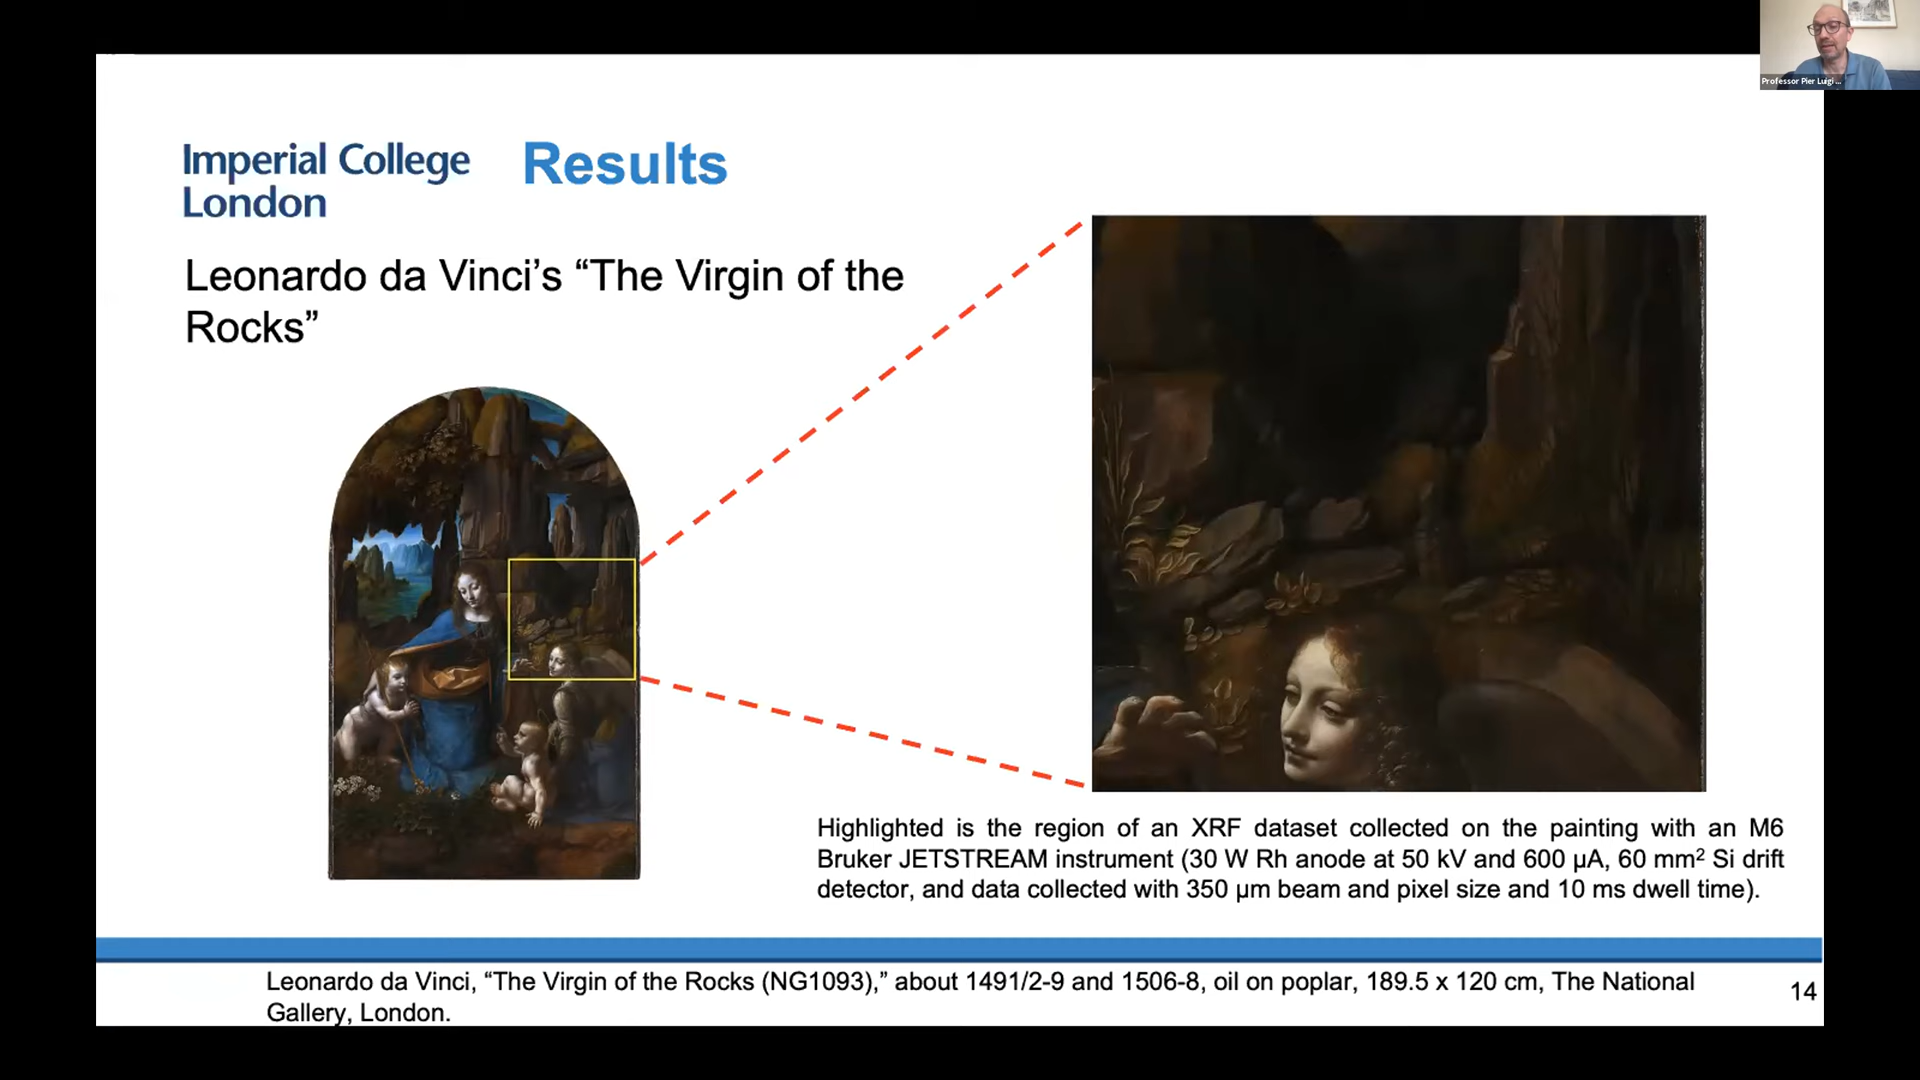 Professor Pier Luigi ...
Imperial College
London
Results
Leonardo da Vinci’s “The Virgin of the
Rocks”
Highlighted is the region of an XRF dataset collected on the painting with an M6
Bruker JETSTREAM instrument (30 W Rh anode at 50 kV and 600 µA, 60 mm² Si drift
detector, and data collected with 350 µm beam and pixel size and 10 ms dwell time).
Leonardo da Vinci, “The Virgin of the Rocks (NG1093),” about 1491/2-9 and 1506-8, oil on poplar, 189.5 x 120 cm, The National
Gallery, London.
14